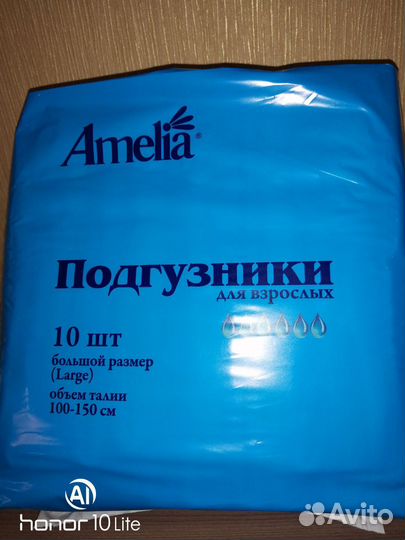 Amelia®
Подгузники
для взрослых
10 шт
большой размер
(Large)
объем талии
100-150 см
AI
honor 10 Lite
Avito